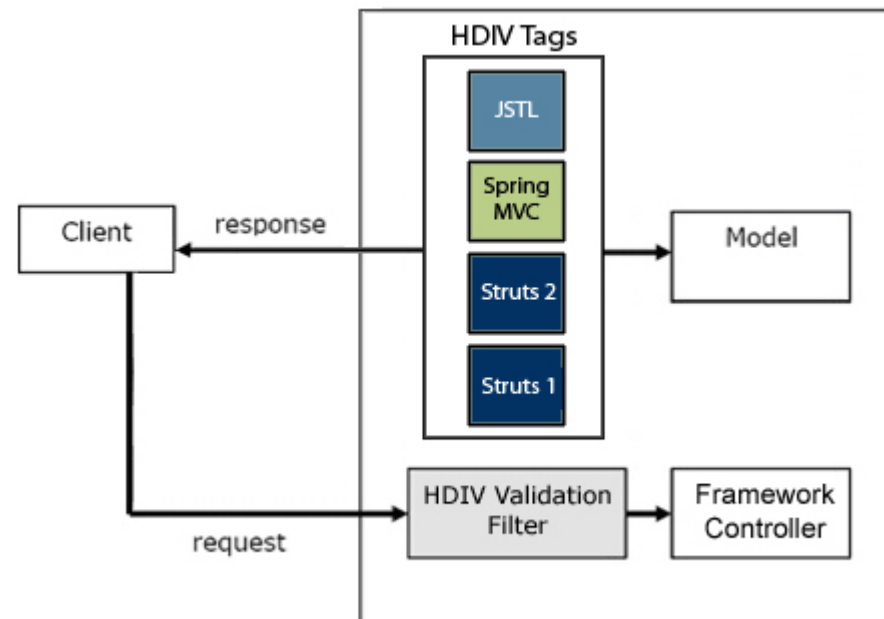 HDIV Tags
JSTL
Spring
MVC
Client
response
Model
Struts 2
Struts 1
HDIV Validation
Filter
Framework
Controller
request